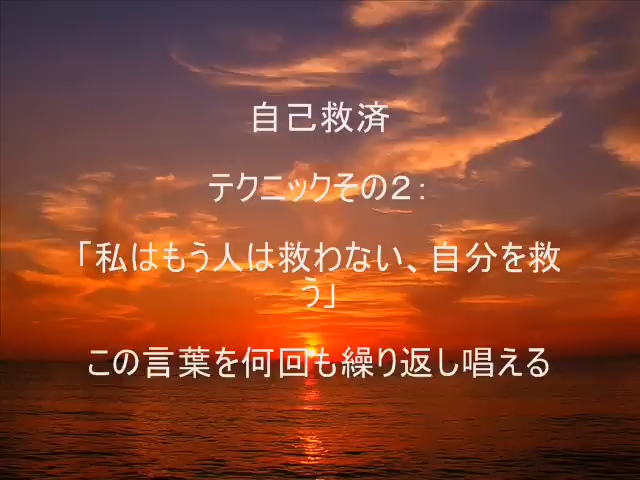 自己救済
テクニックその２：
「私はもう人は救わない、自分を救
う」
この言葉を何回も繰り返し唱える